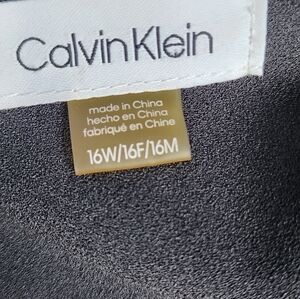 Calvin Klein
made in China
hecho en China
fabriqué en Chine
16W/16F/16M